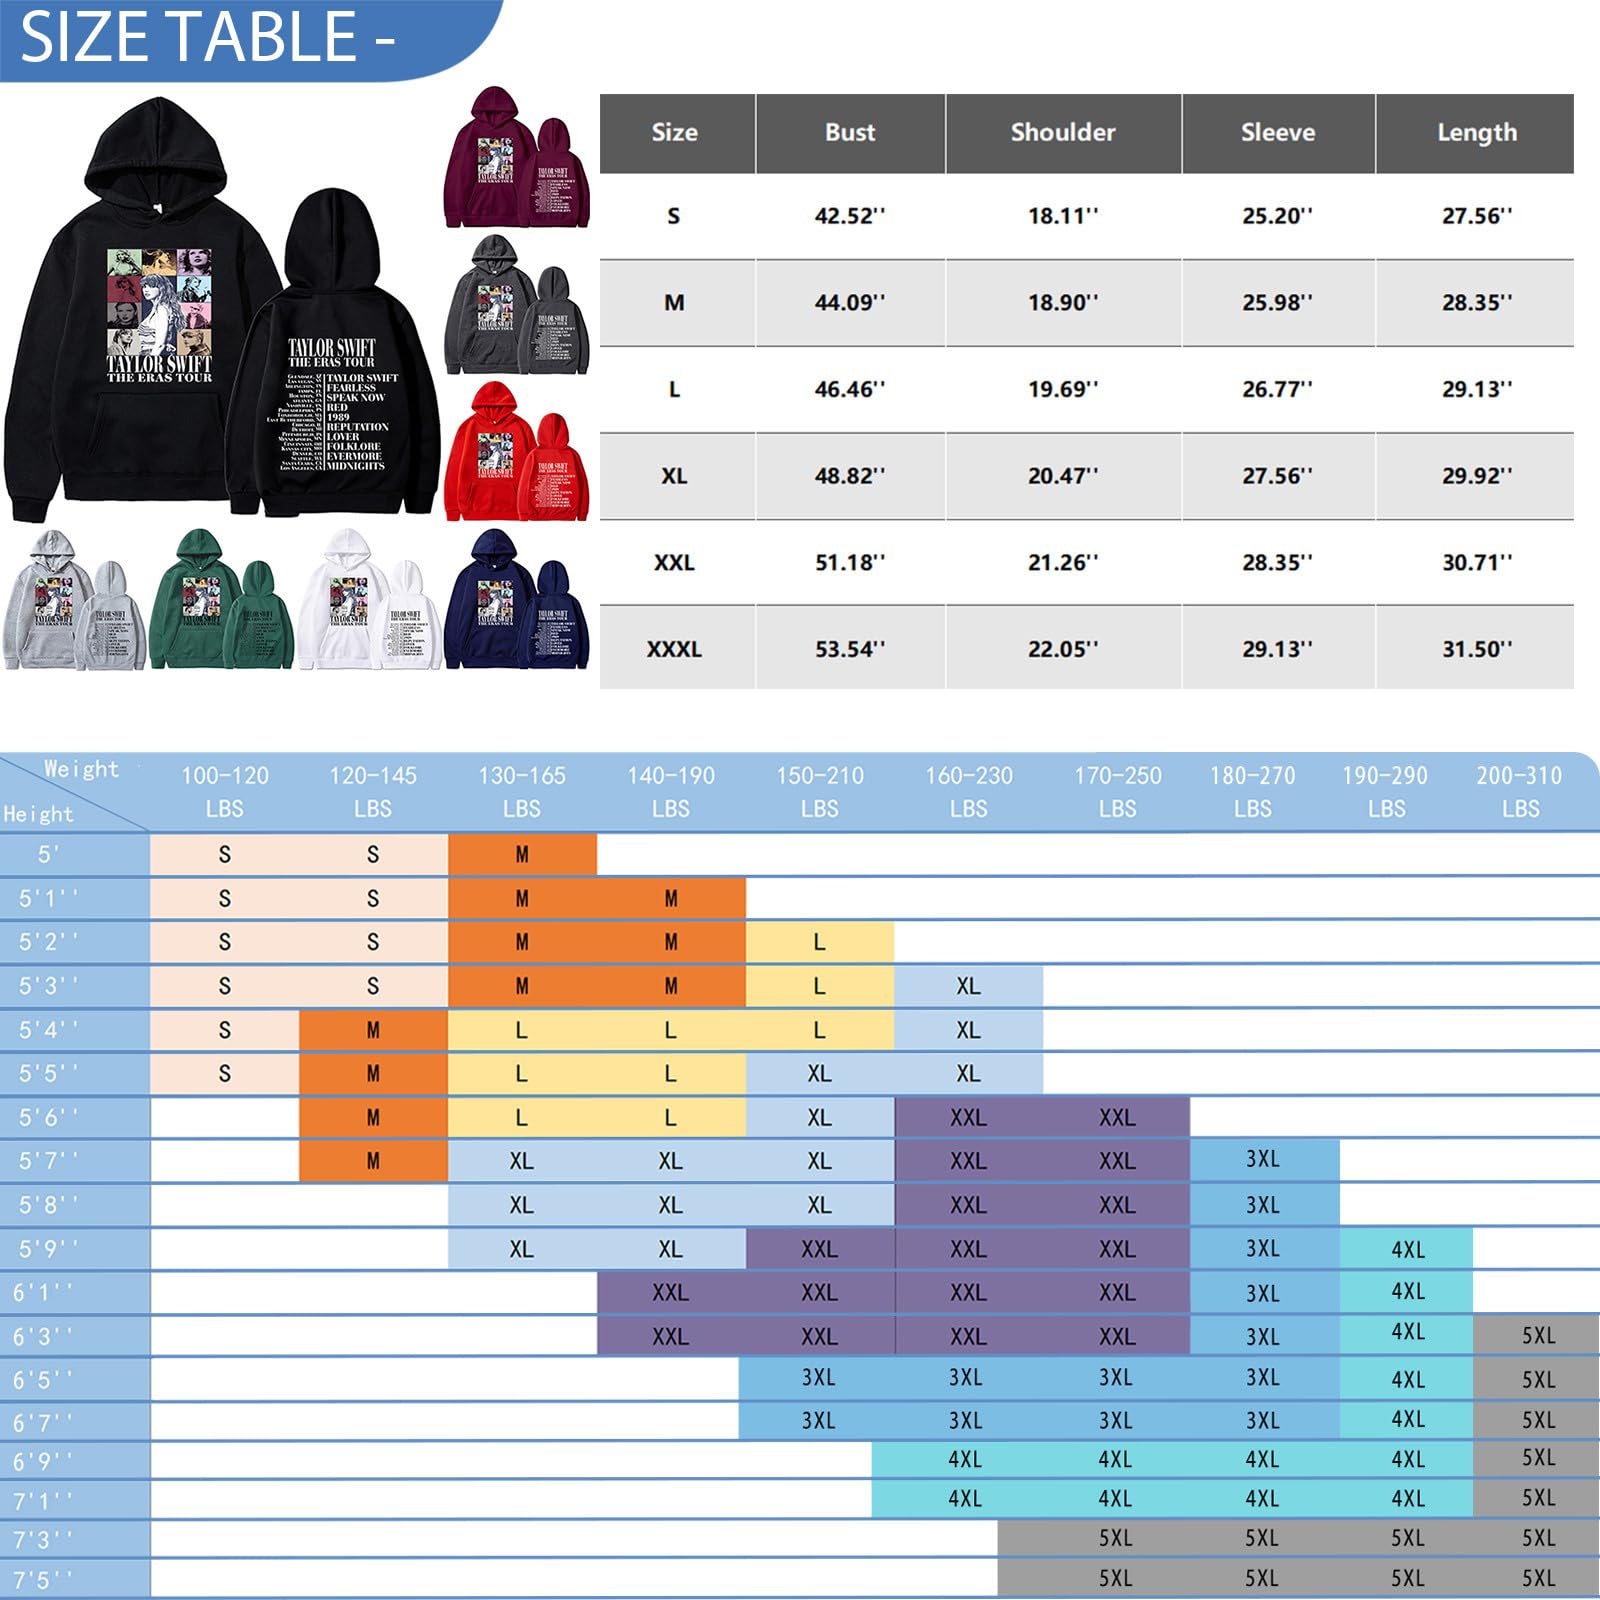 SIZE TABLE -
TAYLOR SWIFT
THE ERAS TOUR
TAYLOR SWIFT
THE ERAS TOUR
TAYLOR SWIFT
FEARLESS
SPEAK NOW
RED
1989
REPUTATION
LOVER
FOLKLORE
EVERMORE
MIDNIGHTS
Size Bust Shoulder Sleeve Length
S 42.52'' 18.11'' 25.20'' 27.56''
M 44.09'' 18.90'' 25.98'' 28.35''
L 46.46'' 19.69'' 26.77'' 29.13''
XL 48.82'' 20.47'' 27.56'' 29.92''
XXL 51.18'' 21.26'' 28.35'' 30.71''
XXXL 53.54'' 22.05'' 29.13'' 31.50''
Weight 100-120 120-145 130-165 140-190 150-210 160-230 170-250 180-270 190-290 200-310
Height LBS LBS LBS LBS LBS LBS LBS LBS LBS LBS
5' S S M
5'1'' S S M M
5'2'' S S M M L
5'3'' S S M M L XL
5'4'' S M L L L XL
5'5'' S M L L XL XL
5'6'' M L L XL XXL XXL
5'7'' M XL XL XL XXL XXL 3XL
5'8'' XL XL XL XXL XXL 3XL
5'9'' XL XL XXL XXL XXL 3XL 4XL
6'1'' XXL XXL XXL XXL 3XL 4XL
6'3'' XXL XXL XXL XXL 3XL 4XL 5XL
6'5'' 3XL 3XL 3XL 3XL 4XL 5XL
6'7'' 3XL 3XL 3XL 3XL 4XL 5XL
6'9'' 4XL 4XL 4XL 4XL 5XL
7'1'' 4XL 4XL 4XL 4XL 5XL
7'3'' 5XL 5XL 5XL 5XL
7'5'' 5XL 5XL 5XL 5XL